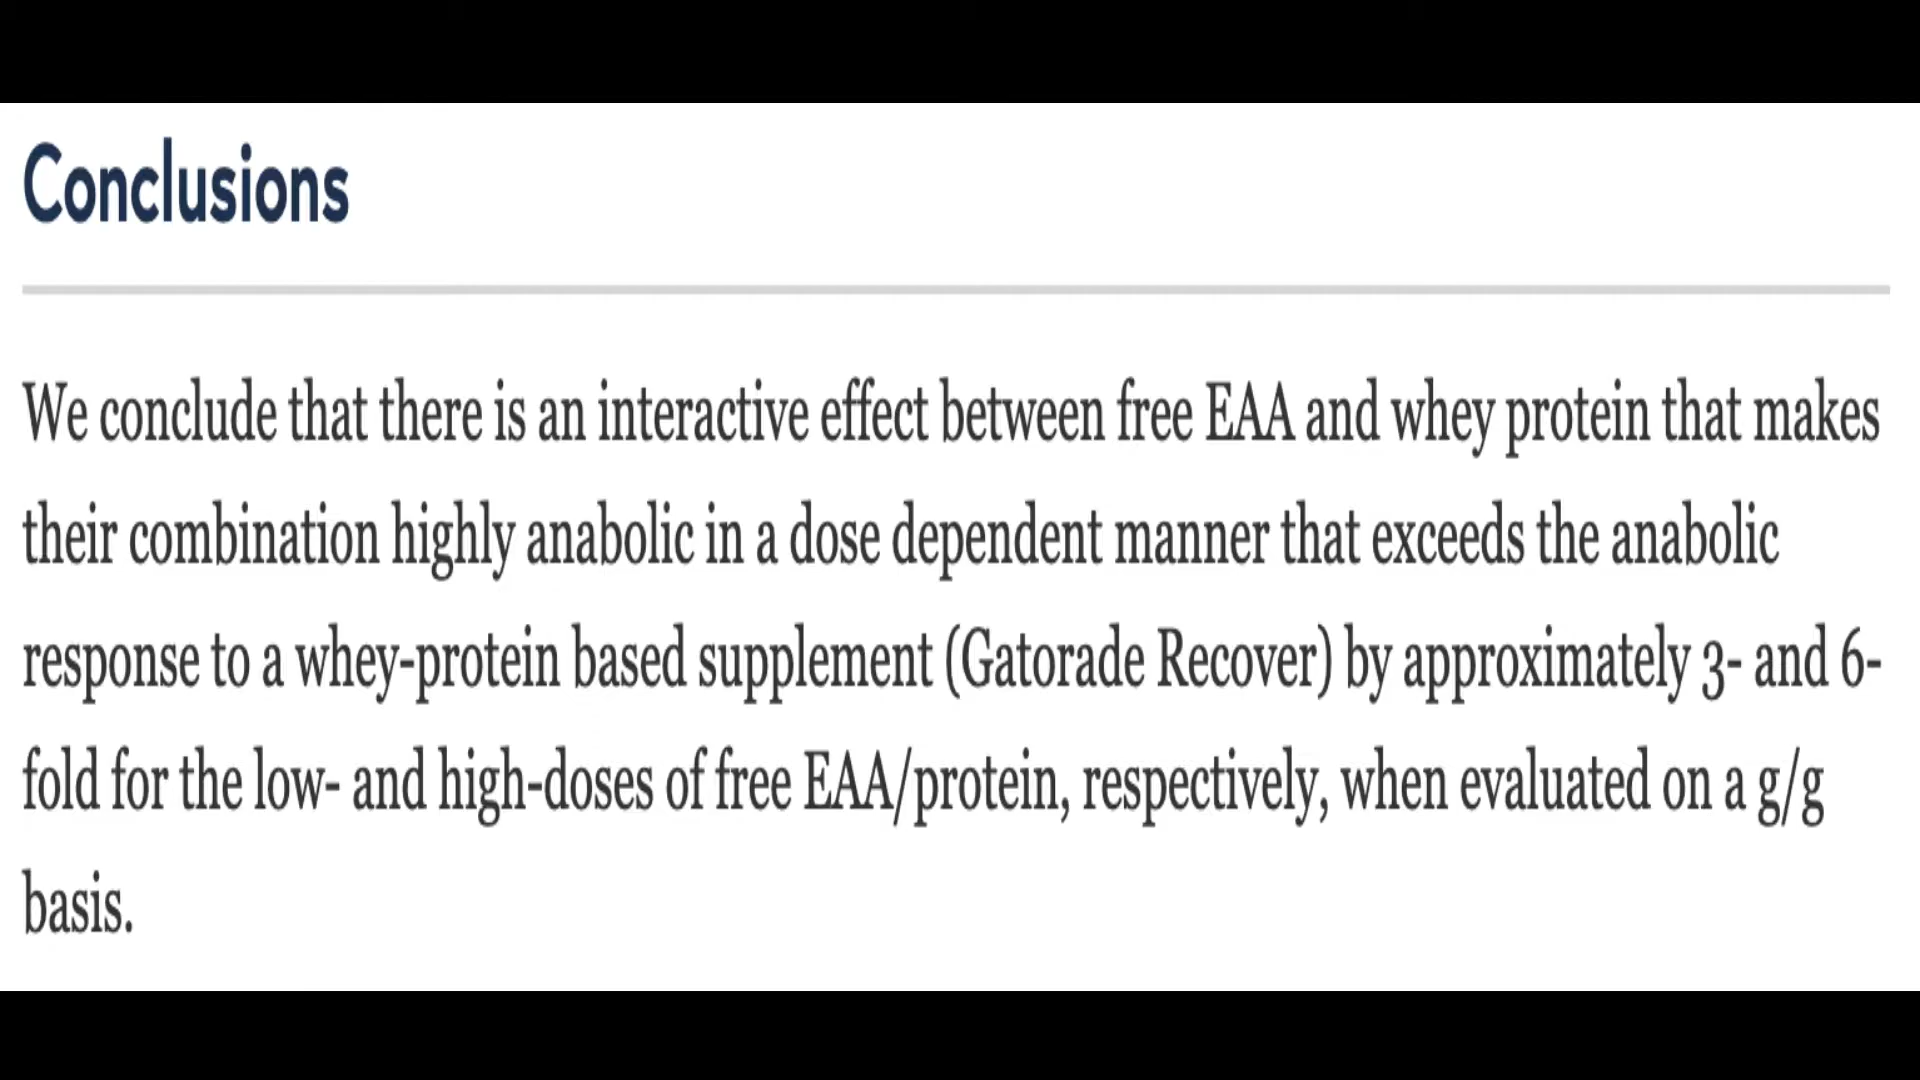 Conclusions
We conclude that there is an interactive effect between free EAA and whey protein that makes
their combination highly anabolic in a dose dependent manner that exceeds the anabolic
response to a whey-protein based supplement (Gatorade Recover) by approximately 3- and 6-
fold for the low- and high-doses of free EAA/protein, respectively, when evaluated on a g/g
basis.